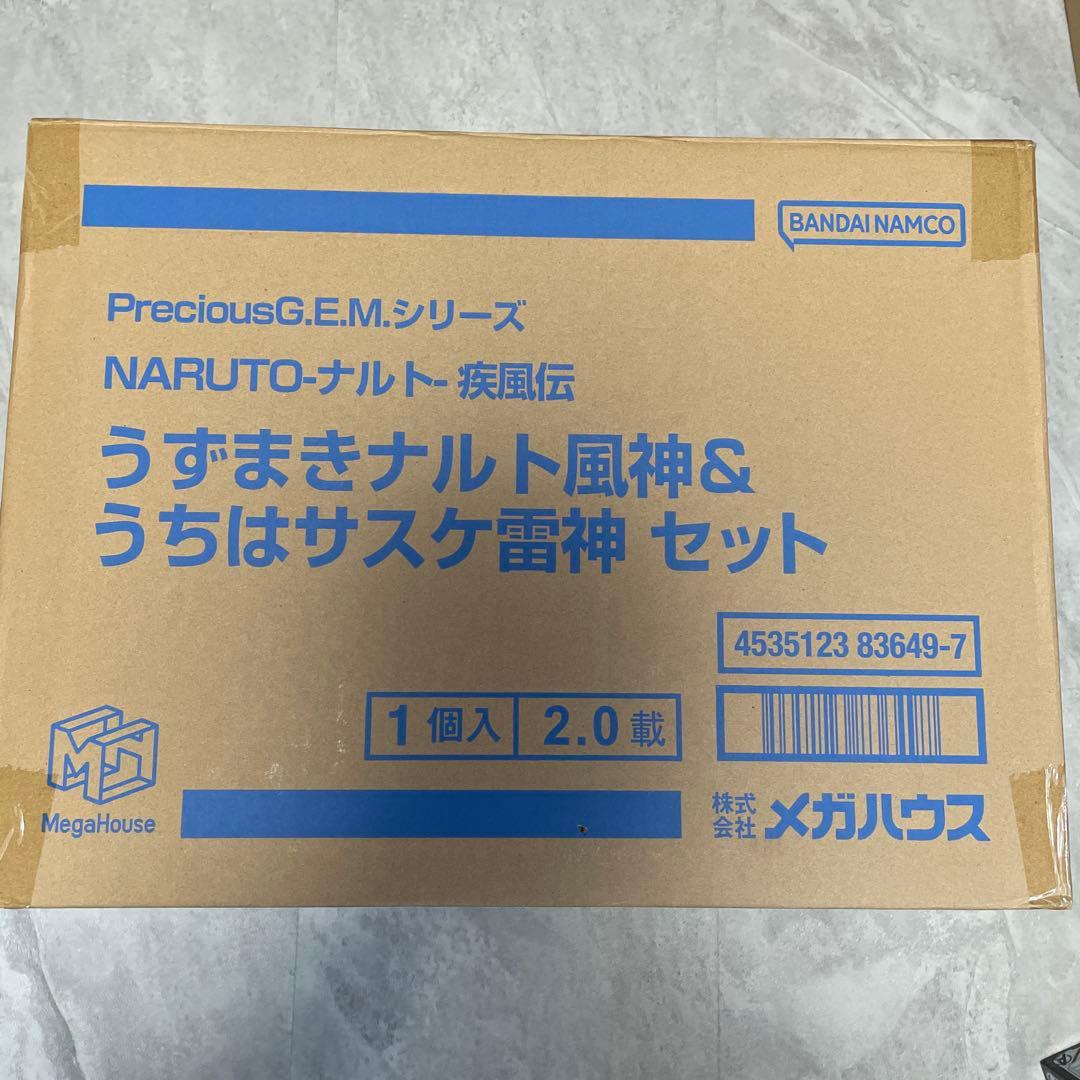 BANDAI NAMCO
PreciousG.E.M.シリーズ
NARUTO-ナルト- 疾風伝
うずまきナルト風神&
うちはサスケ雷神 セット
4535123 83649-7
1個入 2.0載
MegaHouse
株式会社 メガハウス